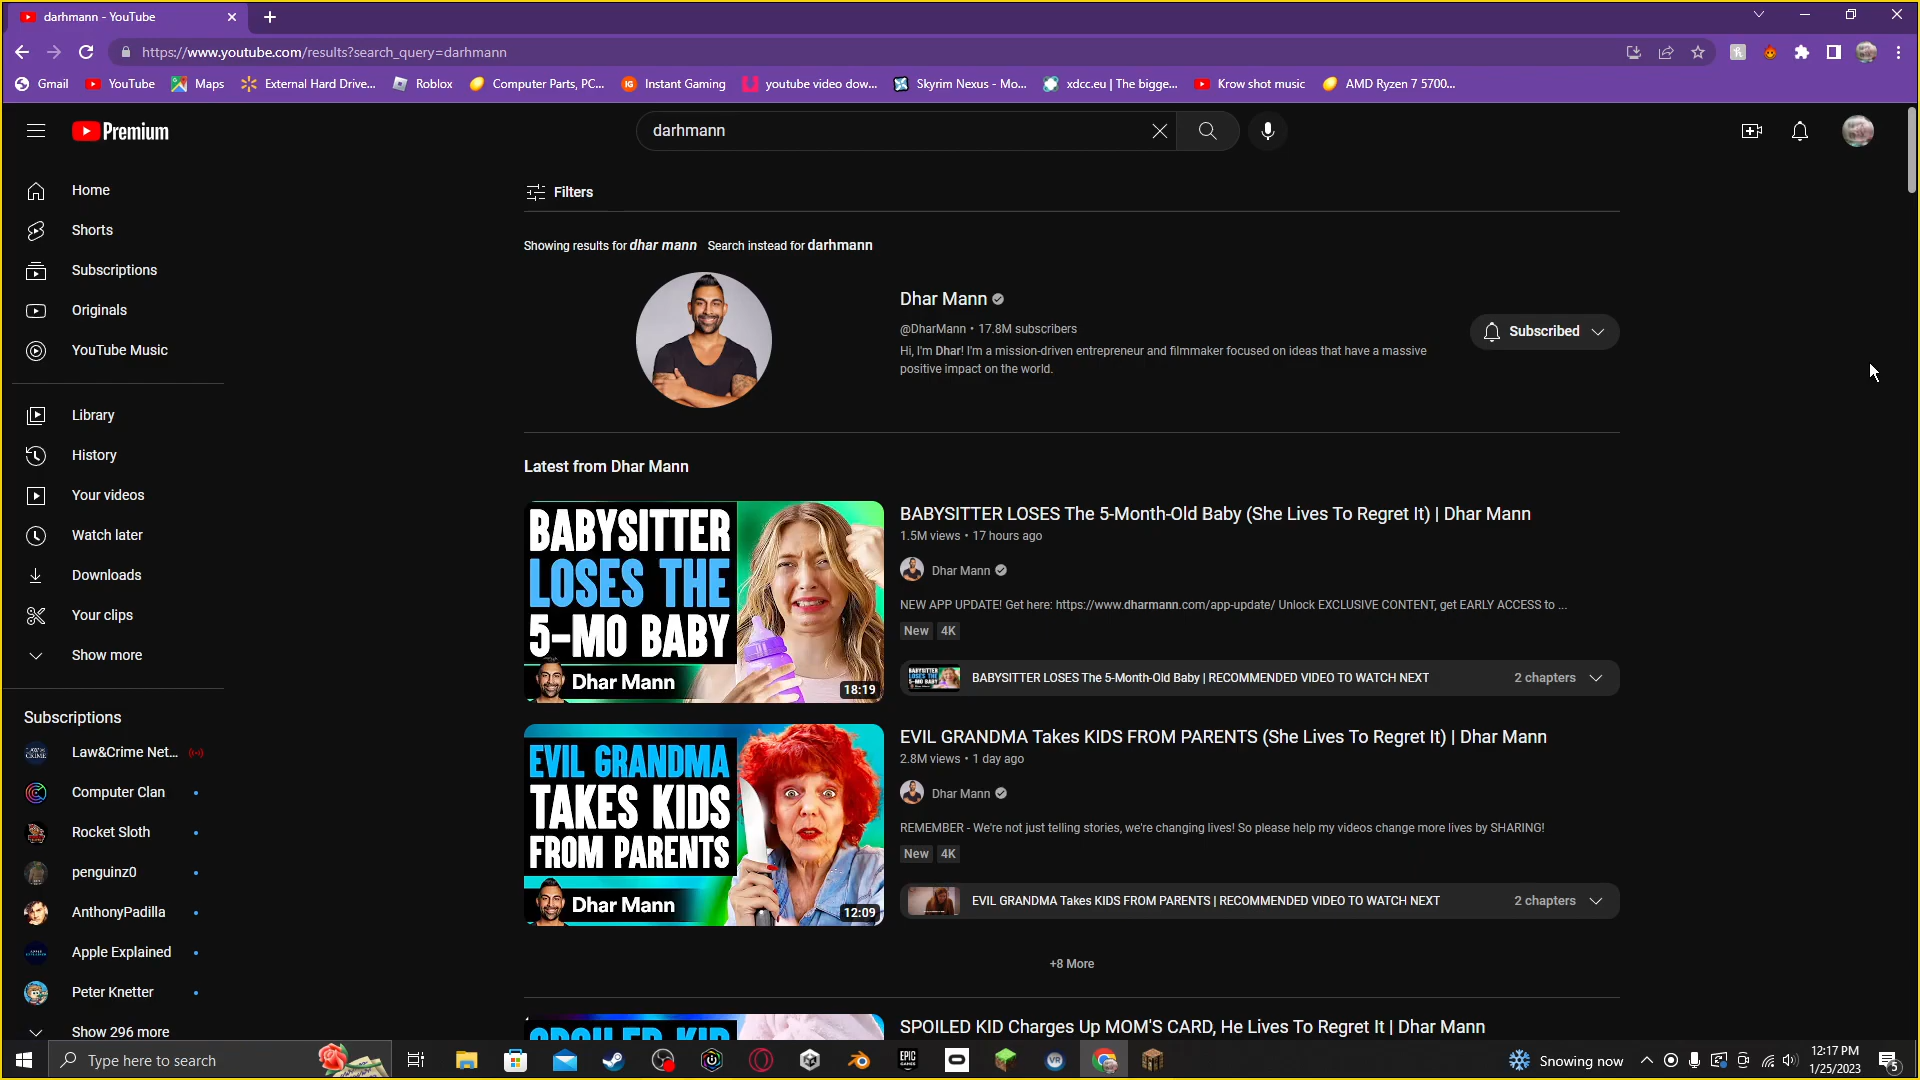 darhmann - YouTube
https://www.youtube.com/results?search_query=darhmann
Gmail
YouTube
Maps
External Hard Drive...
Roblox
Computer Parts, PC...
IG
Instant Gaming
youtube video dow...
Skyrim Nexus - Mo...
xdcc.eu | The bigge...
Krow shot music
AMD Ryzen 7 5700...
Premium
darhmann
Home
Shorts
Subscriptions
Originals
YouTube Music
Library
History
Your videos
Watch later
Downloads
Your clips
Show more
Subscriptions
Law&Crime Net...
Computer Clan
Rocket Sloth
penguinz0
AnthonyPadilla
Apple Explained
Peter Knetter
Show 296 more
Filters
Showing results for dhar mann Search instead for darhmann
Dhar Mann
@DharMann • 17.8M subscribers
Hi, I'm Dhar! I'm a mission-driven entrepreneur and filmmaker focused on ideas that have a massive
positive impact on the world.
Subscribed
Latest from Dhar Mann
BABYSITTER
LOSES THE
5-MO BABY
Dhar Mann
18:19
BABYSITTER LOSES The 5-Month-Old Baby (She Lives To Regret It) | Dhar Mann
1.5M views • 17 hours ago
Dhar Mann
NEW APP UPDATE! Get here: https://www.dharmann.com/app-update/ Unlock EXCLUSIVE CONTENT, get EARLY ACCESS to ...
New 4K
BABYSITTER
LOSES THE
5-MO BABY
BABYSITTER LOSES The 5-Month-Old Baby | RECOMMENDED VIDEO TO WATCH NEXT
2 chapters
EVIL GRANDMA
TAKES KIDS
FROM PARENTS
Dhar Mann
12:09
EVIL GRANDMA Takes KIDS FROM PARENTS (She Lives To Regret It) | Dhar Mann
2.8M views • 1 day ago
Dhar Mann
REMEMBER - We're not just telling stories, we're changing lives! So please help my videos change more lives by SHARING!
New 4K
EVIL GRANDMA Takes KIDS FROM PARENTS | RECOMMENDED VIDEO TO WATCH NEXT
2 chapters
+8 More
SPOILED KID
SPOILED KID Charges Up MOM'S CARD, He Lives To Regret It | Dhar Mann
Type here to search
EPIC
GAMES
VR
Snowing now
12:17 PM
1/25/2023
5